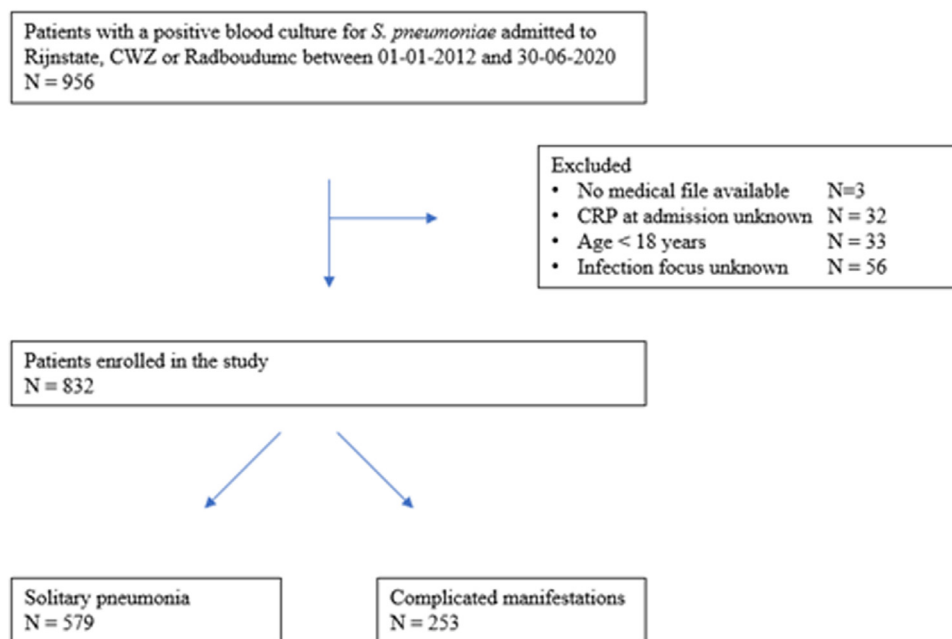 Patients with a positive blood culture for S. pneumoniae admitted to
Rijnstate, CWZ or Radboudumc between 01-01-2012 and 30-06-2020
N = 956
Excluded
• No medical file available N=3
• CRP at admission unknown N = 32
• Age < 18 years N = 33
• Infection focus unknown N = 56
Patients enrolled in the study
N = 832
Solitary pneumonia
N = 579
Complicated manifestations
N = 253